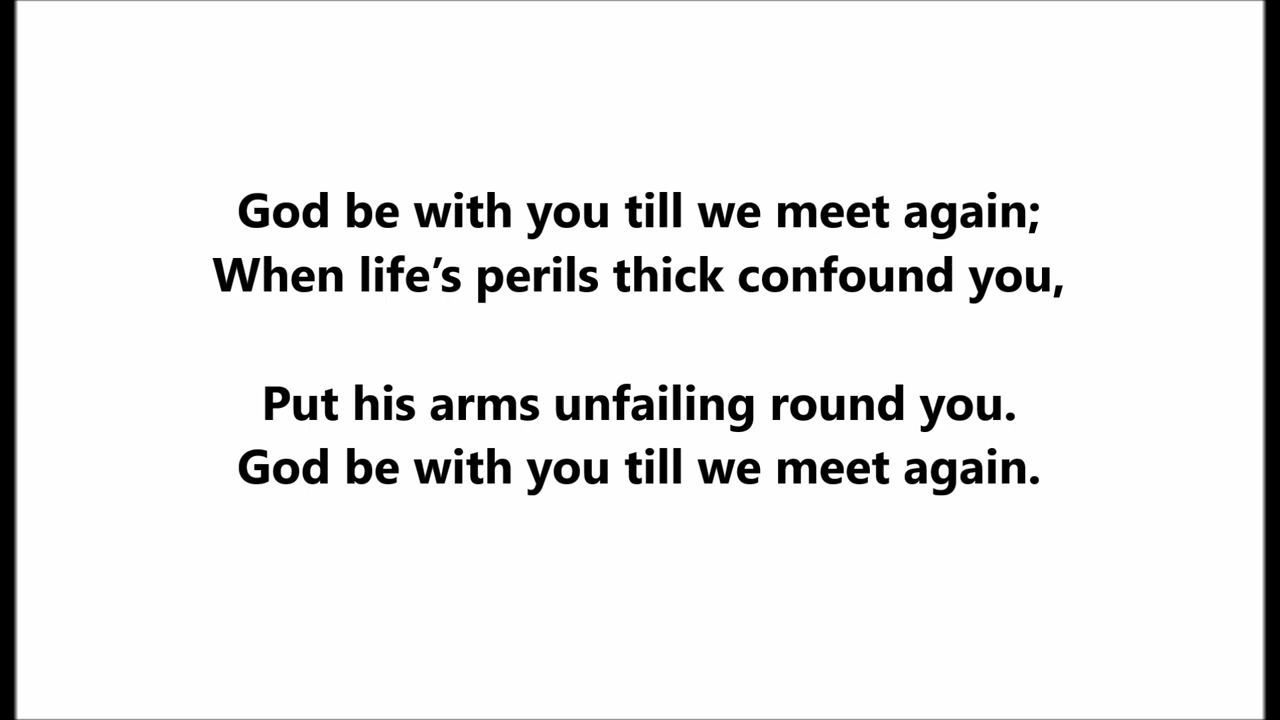 God be with you till we meet again;
When life’s perils thick confound you,
Put his arms unfailing round you.
God be with you till we meet again.